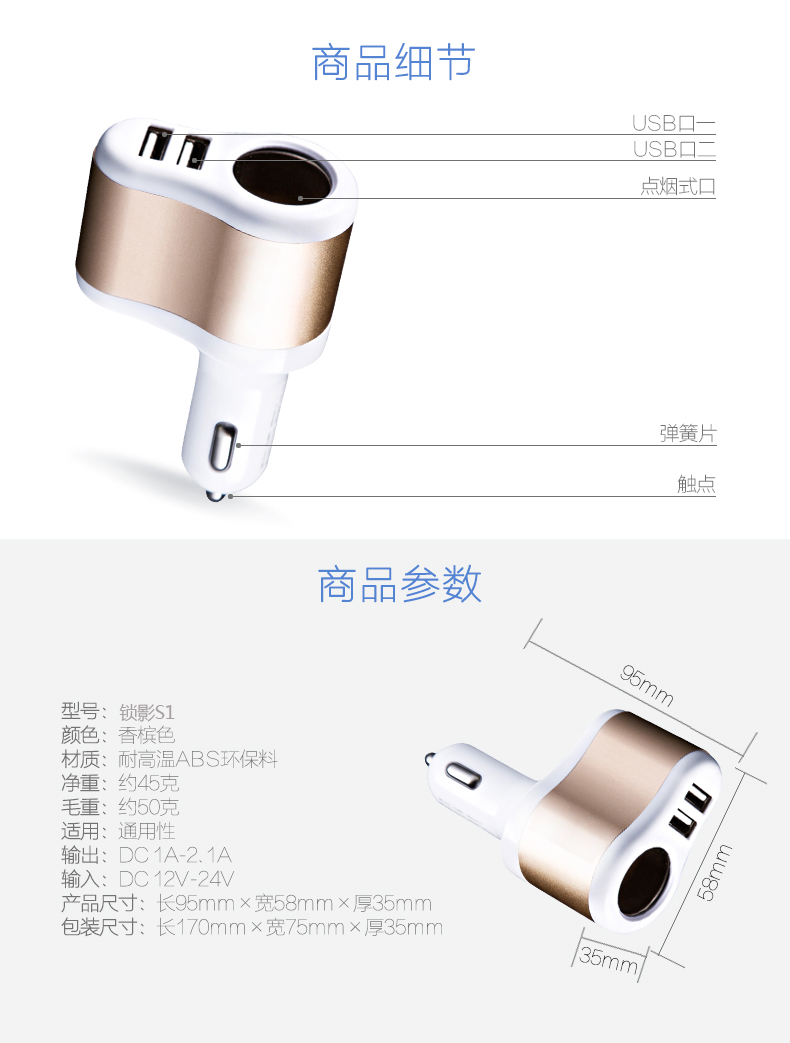 商品细节
USB口一
USB口二
点烟式口
弹簧片
触点
商品参数
95mm
型号：锁影S1
颜色：香槟色
材质：耐高温ABS环保料
净重：约45克
毛重：约50克
适用：通用性
输出：DC 1A-2.1A
输入：DC 12V-24V
产品尺寸：长95mm×宽58mm×厚35mm
包装尺寸：长170mm×宽75mm×厚35mm
58mm
35mm